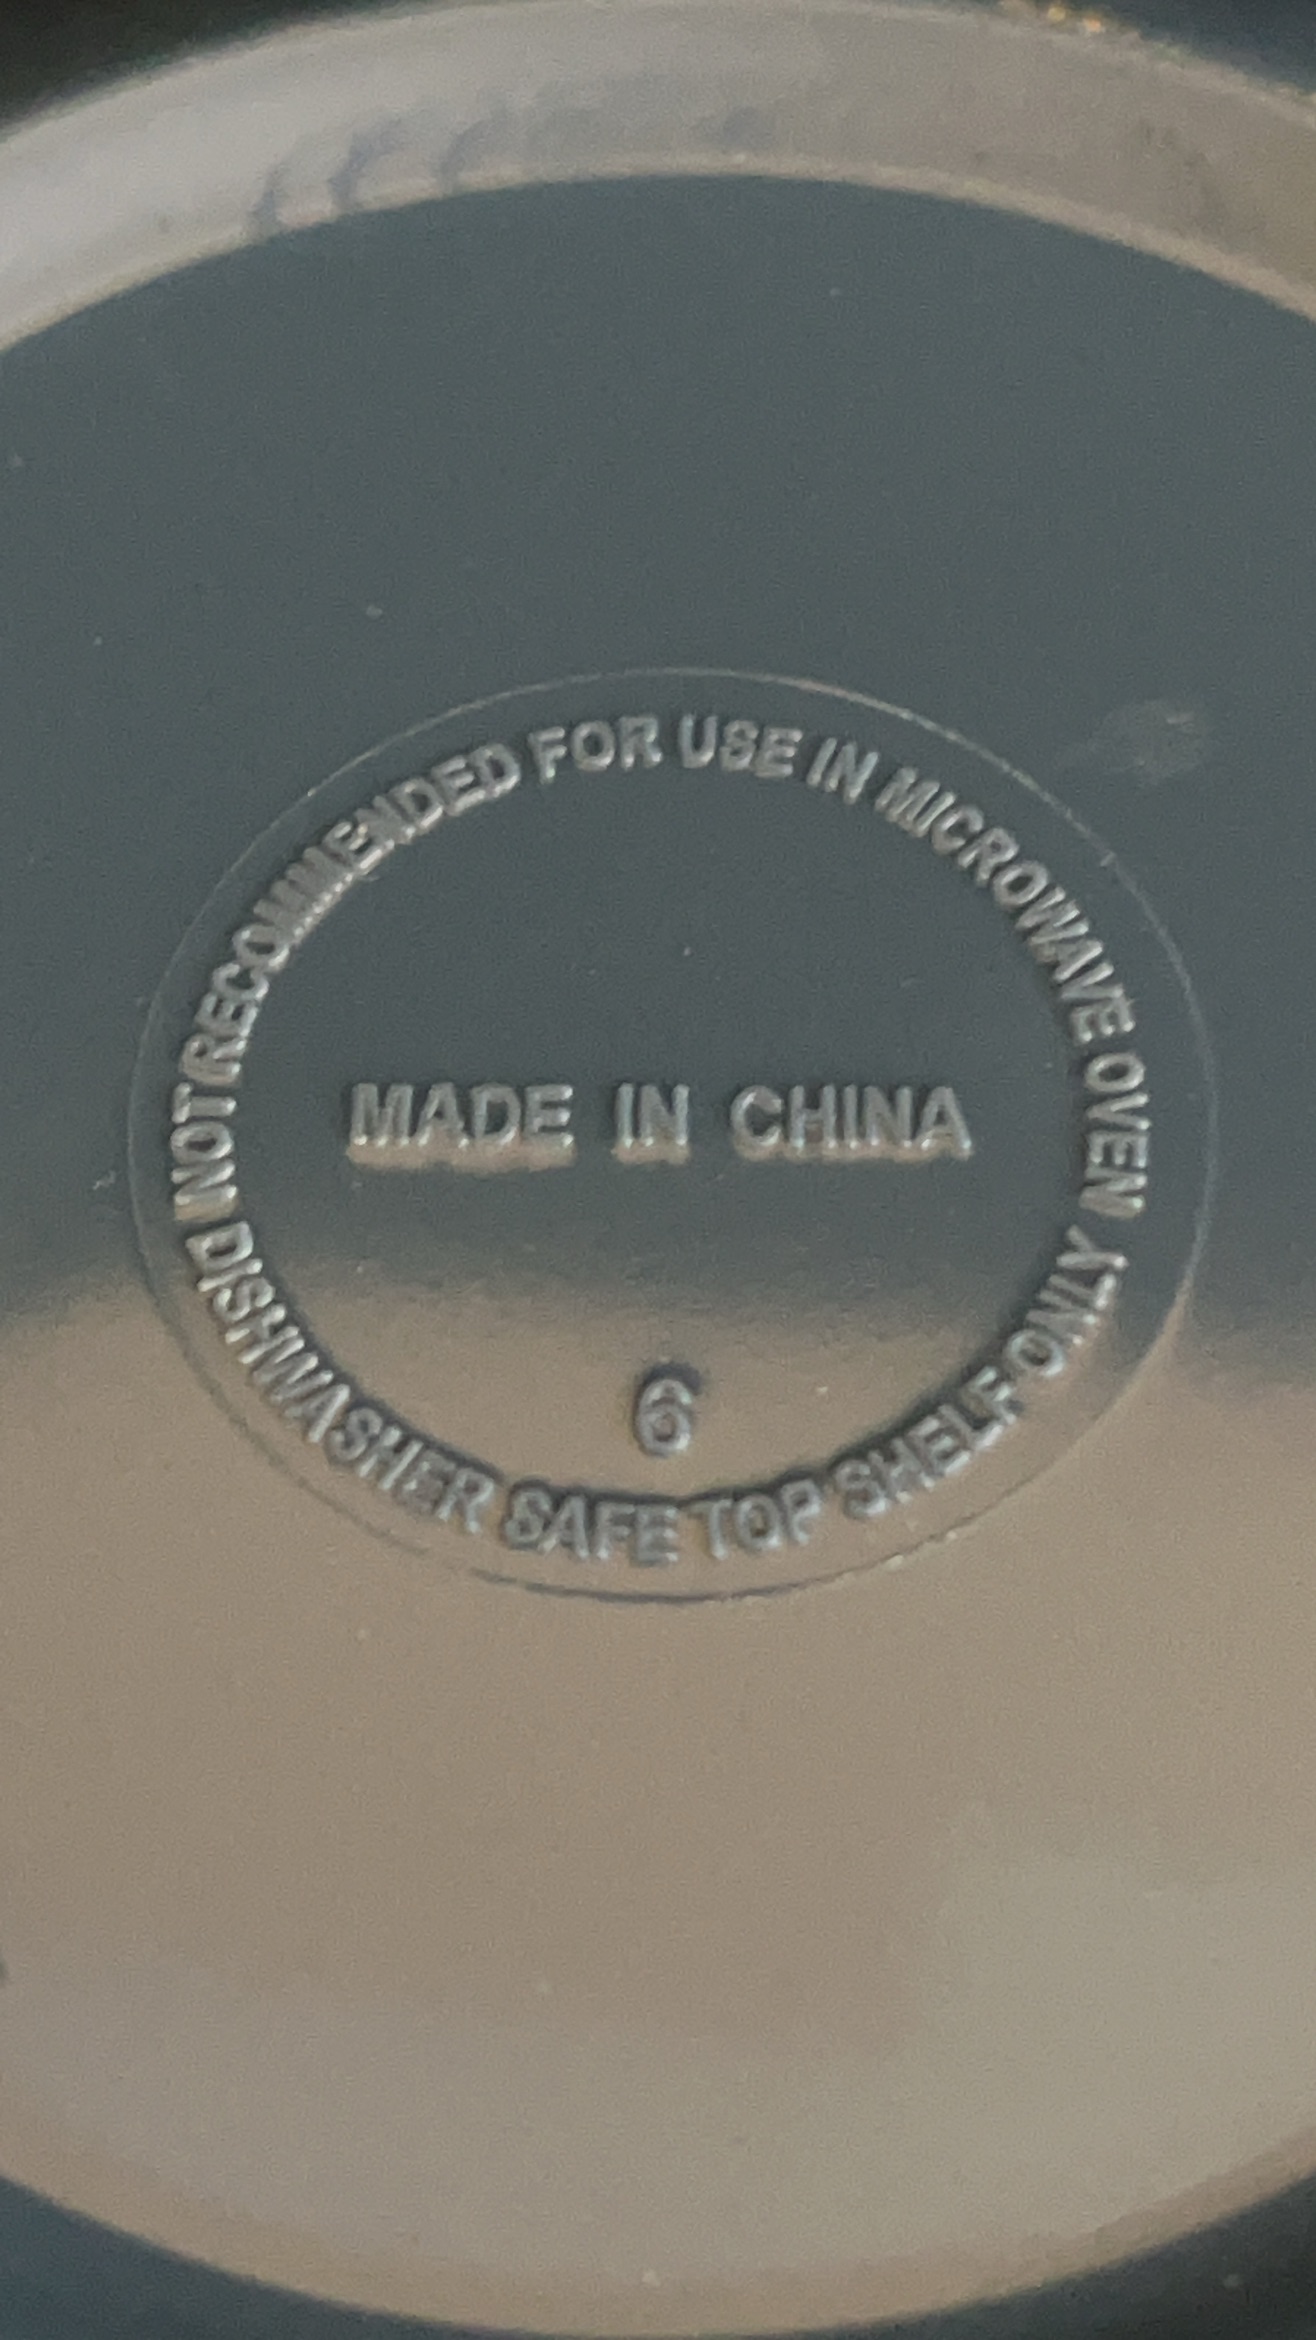 NOT RECOMMENDED FOR USE IN MICROWAVE OVEN
MADE IN CHINA
6
DISHWASHER SAFE TOP SHELF ONLY